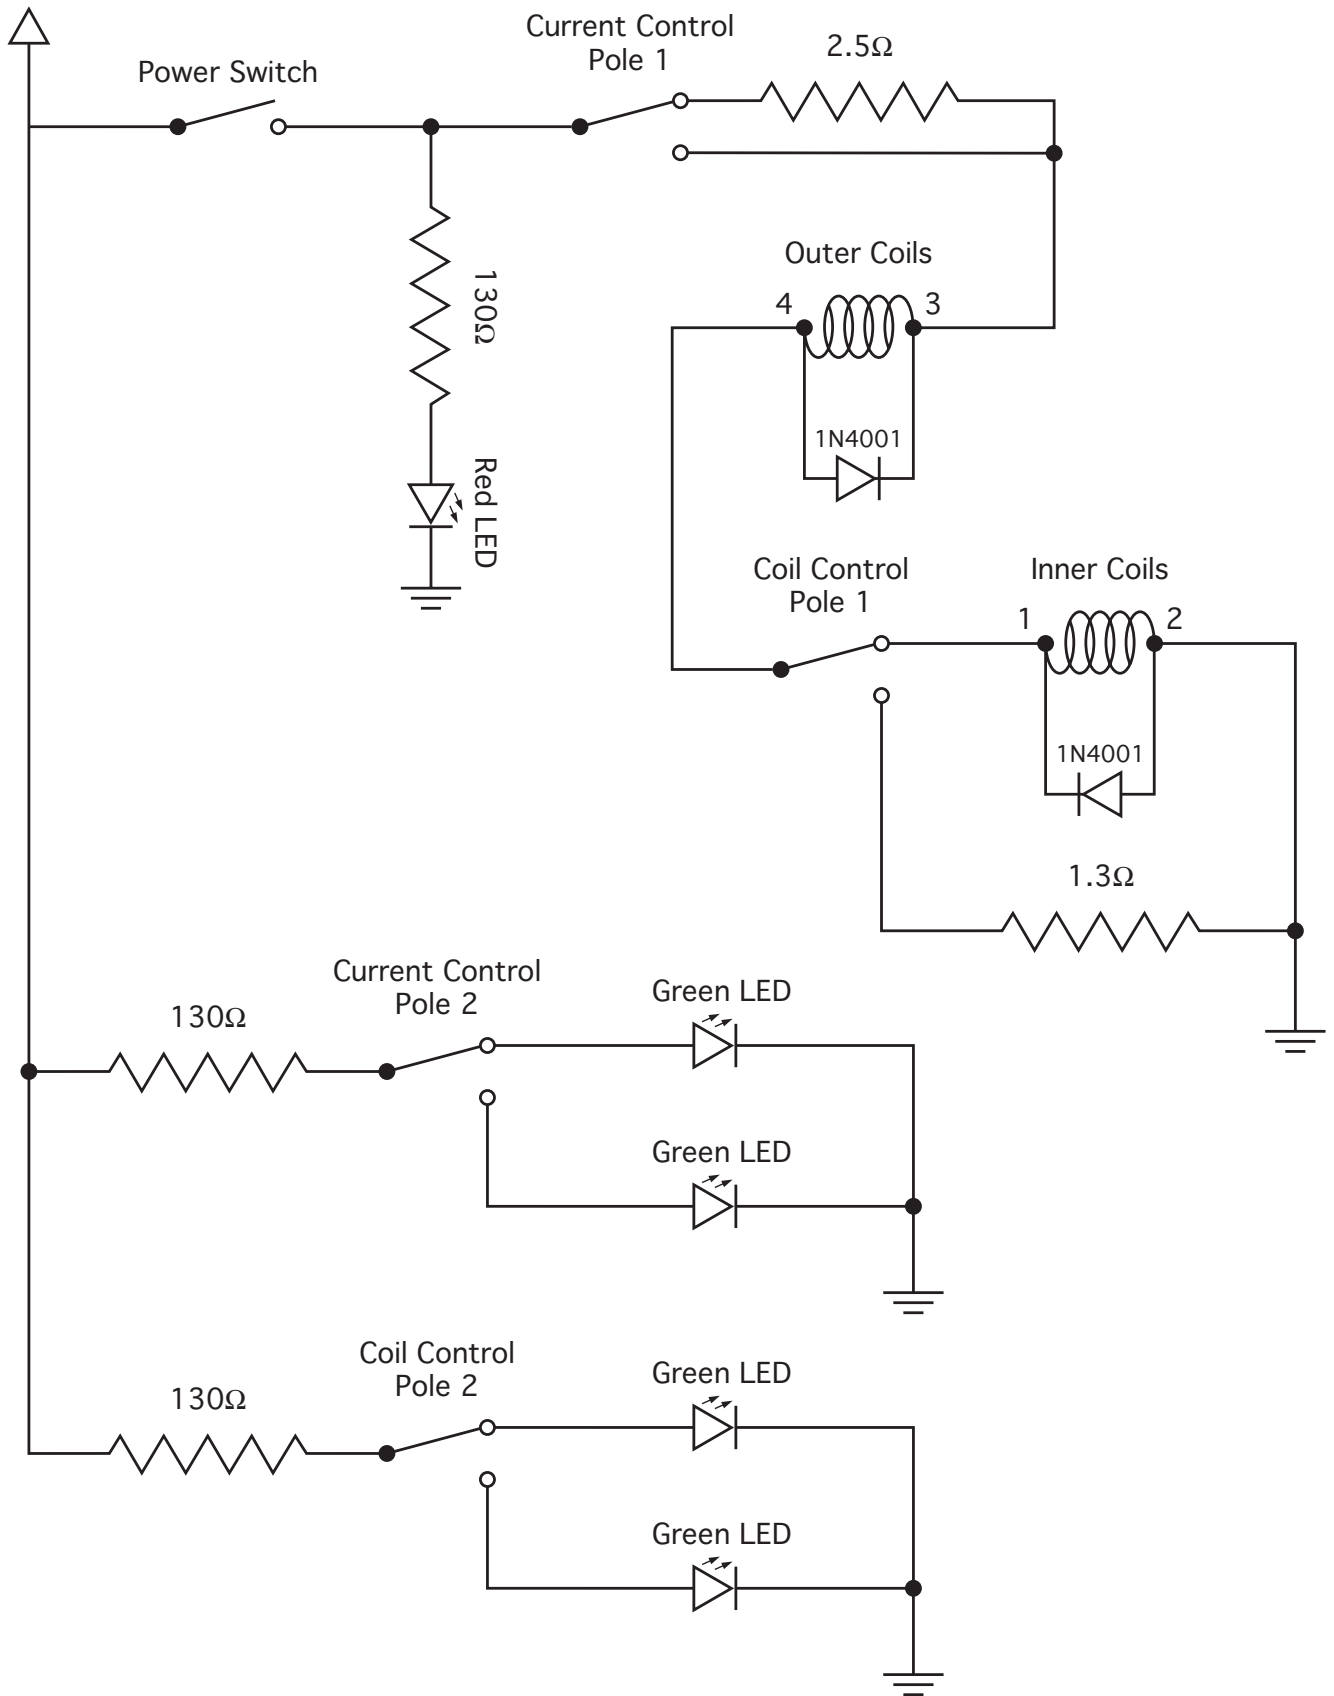 Current Control
Pole 1
2.5Ω
Power Switch
130Ω
Red LED
Outer Coils
4
3
1N4001
Coil Control
Pole 1
Inner Coils
1
2
1N4001
1.3Ω
Current Control
Pole 2
130Ω
Green LED
Green LED
Coil Control
Pole 2
130Ω
Green LED
Green LED